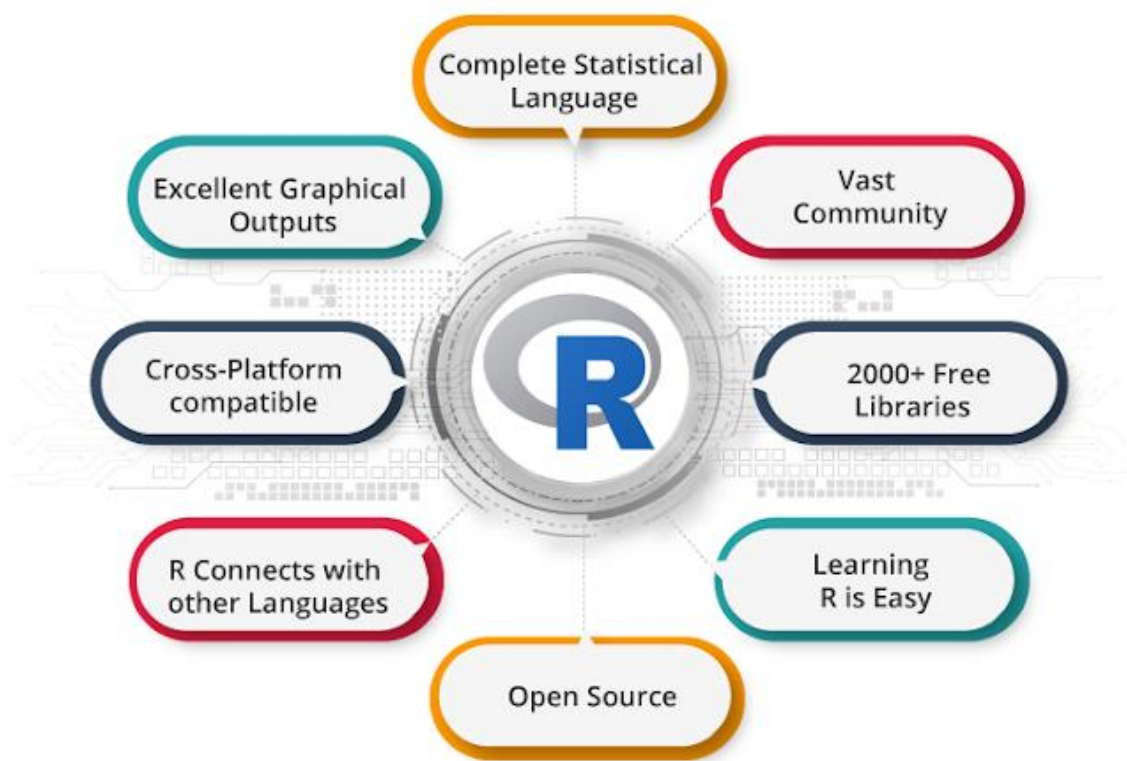 Complete Statistical
Language
Vast
Community
2000+ Free
Libraries
Learning
R is Easy
Open Source
R Connects with
other Languages
Cross-Platform
compatible
Excellent Graphical
Outputs
R